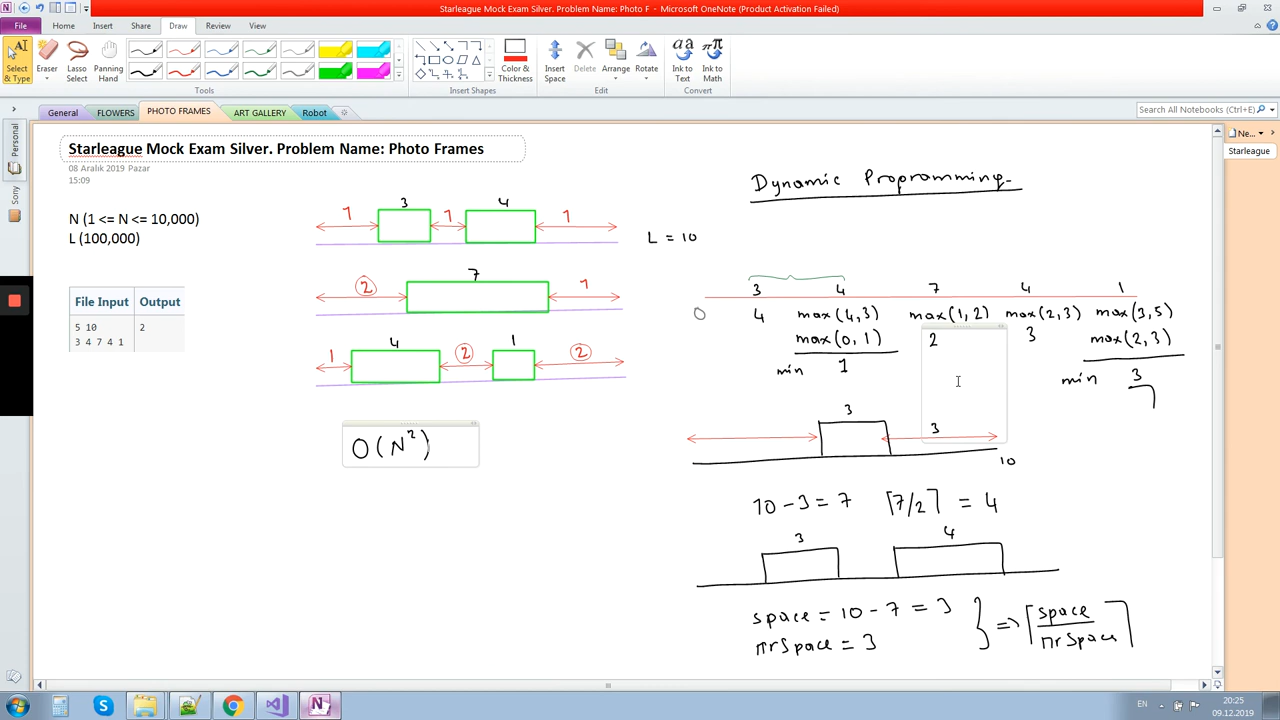 Starleague Mock Exam Silver. Problem Name: Photo F - Microsoft OneNote (Product Activation Failed)
File Home Insert Share Draw Review View
Select & Type
Eraser
Lasso Select
Panning Hand
Color & Thickness
Insert Space
Delete
Arrange
Rotate
Ink to Text
Ink to Math
Tools
Insert Shapes
Edit
Convert
General FLOWERS PHOTO FRAMES ART GALLERY Robot
Search All Notebooks (Ctrl+E)
Personal
Sony
Ne...
Starleague
Starleague Mock Exam Silver. Problem Name: Photo Frames
08 Aralık 2019 Pazar
15:09
N (1 <= N <= 10,000)
L (100,000)
File Input Output
5 10 2
3 4 7 4 1
3 4
1 1 1
L = 10
7
2 1
4 1
1 2 2
O(N²)
Dynamic Programming
3 4 7 4 1
0 4 max(4,3) max(1,2) max(2,3) max(3,5)
max(0,1) 2 3 max(2,3)
min 1 min 3
3
3
10
10 - 3 = 7 ⌈7/2⌉ = 4
3 4
space = 10 - 7 = 3
nrSpace = 3
} => ⌈space / nrSpace⌉
EN
20:25
09.12.2019